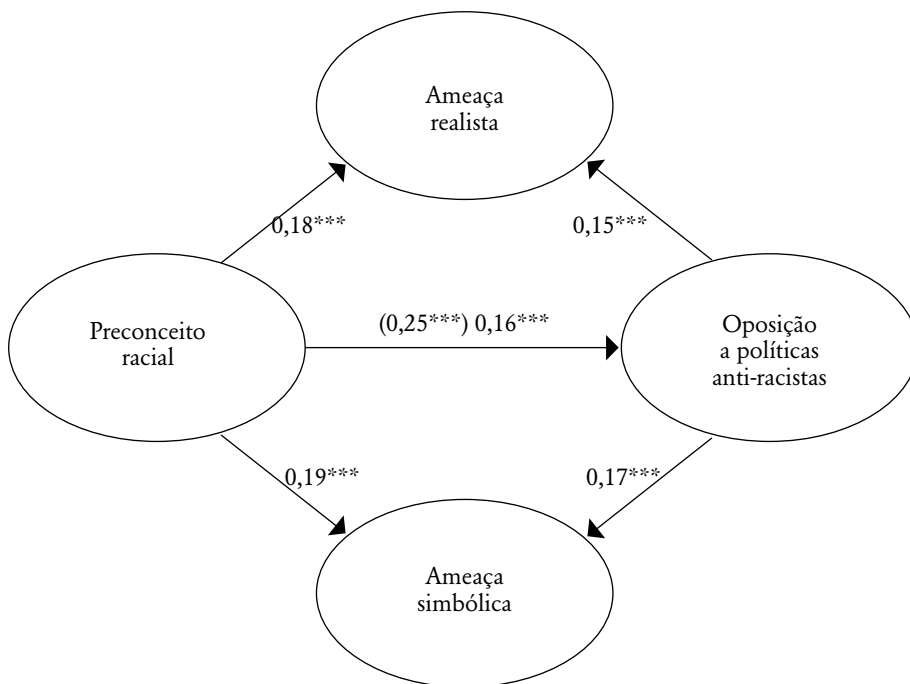 Ameaça
realista
0,18***
0,15***
Preconceito
racial
(0,25***) 0,16***
Oposição
a políticas
anti-racistas
0,19***
0,17***
Ameaça
simbólica